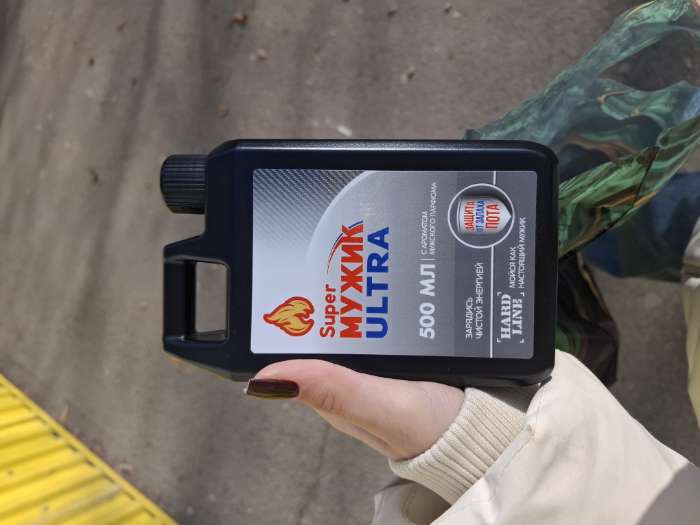 Super
МУЖИК
ULTRA
500 МЛ
С АРОМАТОМ
МУЖСКОГО ПАРФЮМА
ЗАРЯДИСЬ
ЧИСТОЙ ЭНЕРГИЕЙ
ЗАЩИТА
ОТ ЗАПАХА
ПОТА
HARD
LINE
МОЙСЯ КАК
НАСТОЯЩИЙ МУЖИК